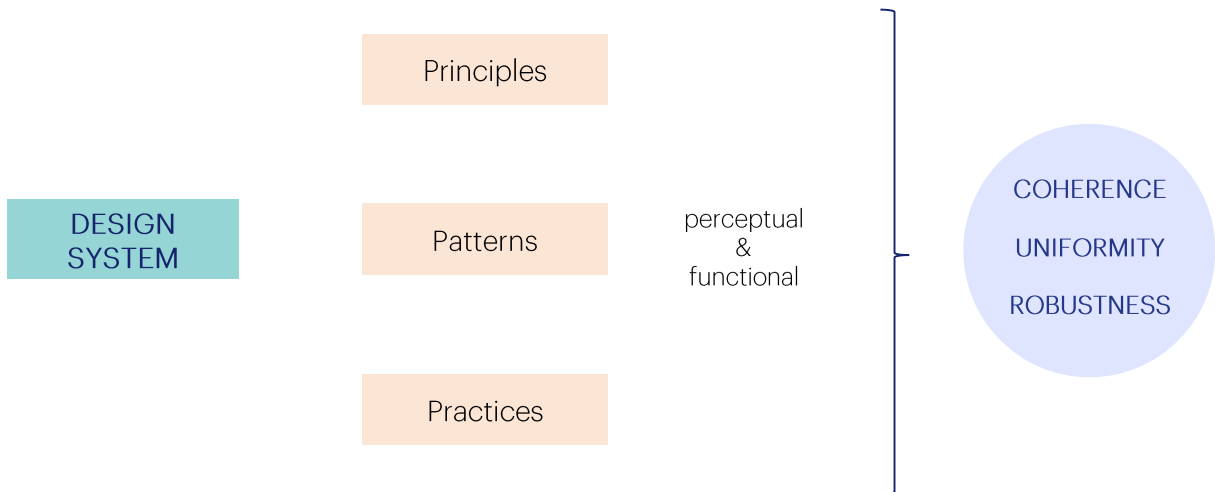 DESIGN
SYSTEM
Principles
Patterns
Practices
perceptual
&
functional
COHERENCE
UNIFORMITY
ROBUSTNESS